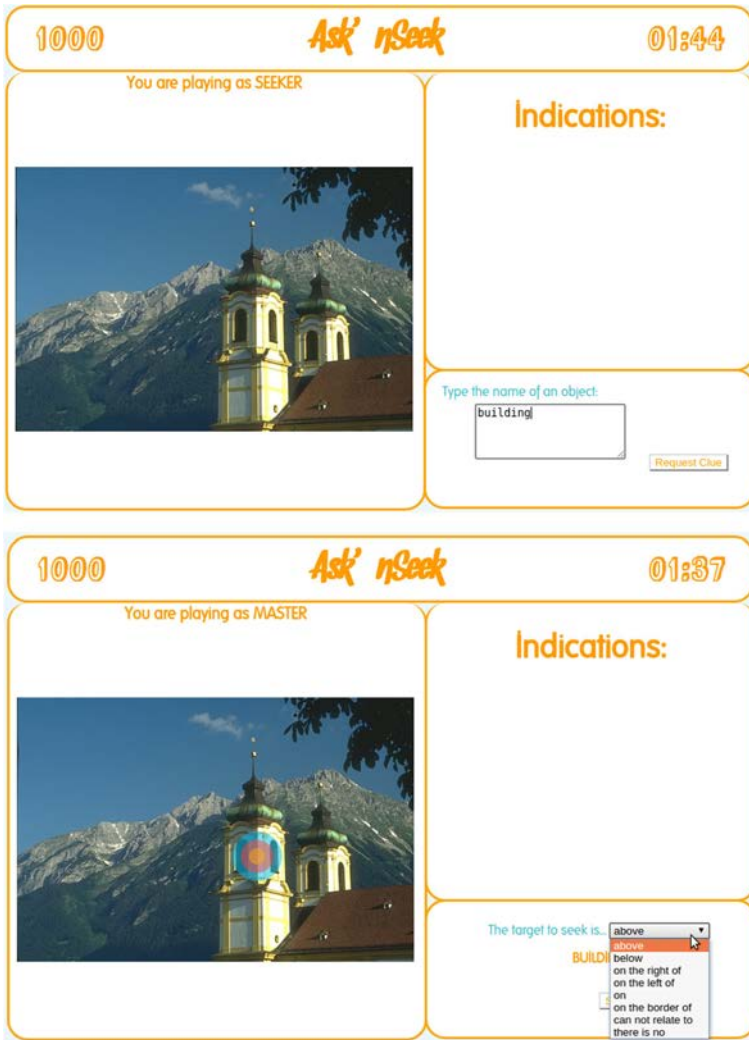 1000
Ask' nSeek
01:44
You are playing as SEEKER
Indications:
Type the name of an object:
building
Request Clue
1000
Ask' nSeek
01:37
You are playing as MASTER
Indications:
The target to seek is... above
above
below
on the right of
on the left of
on
on the border of
can not relate to
there is no